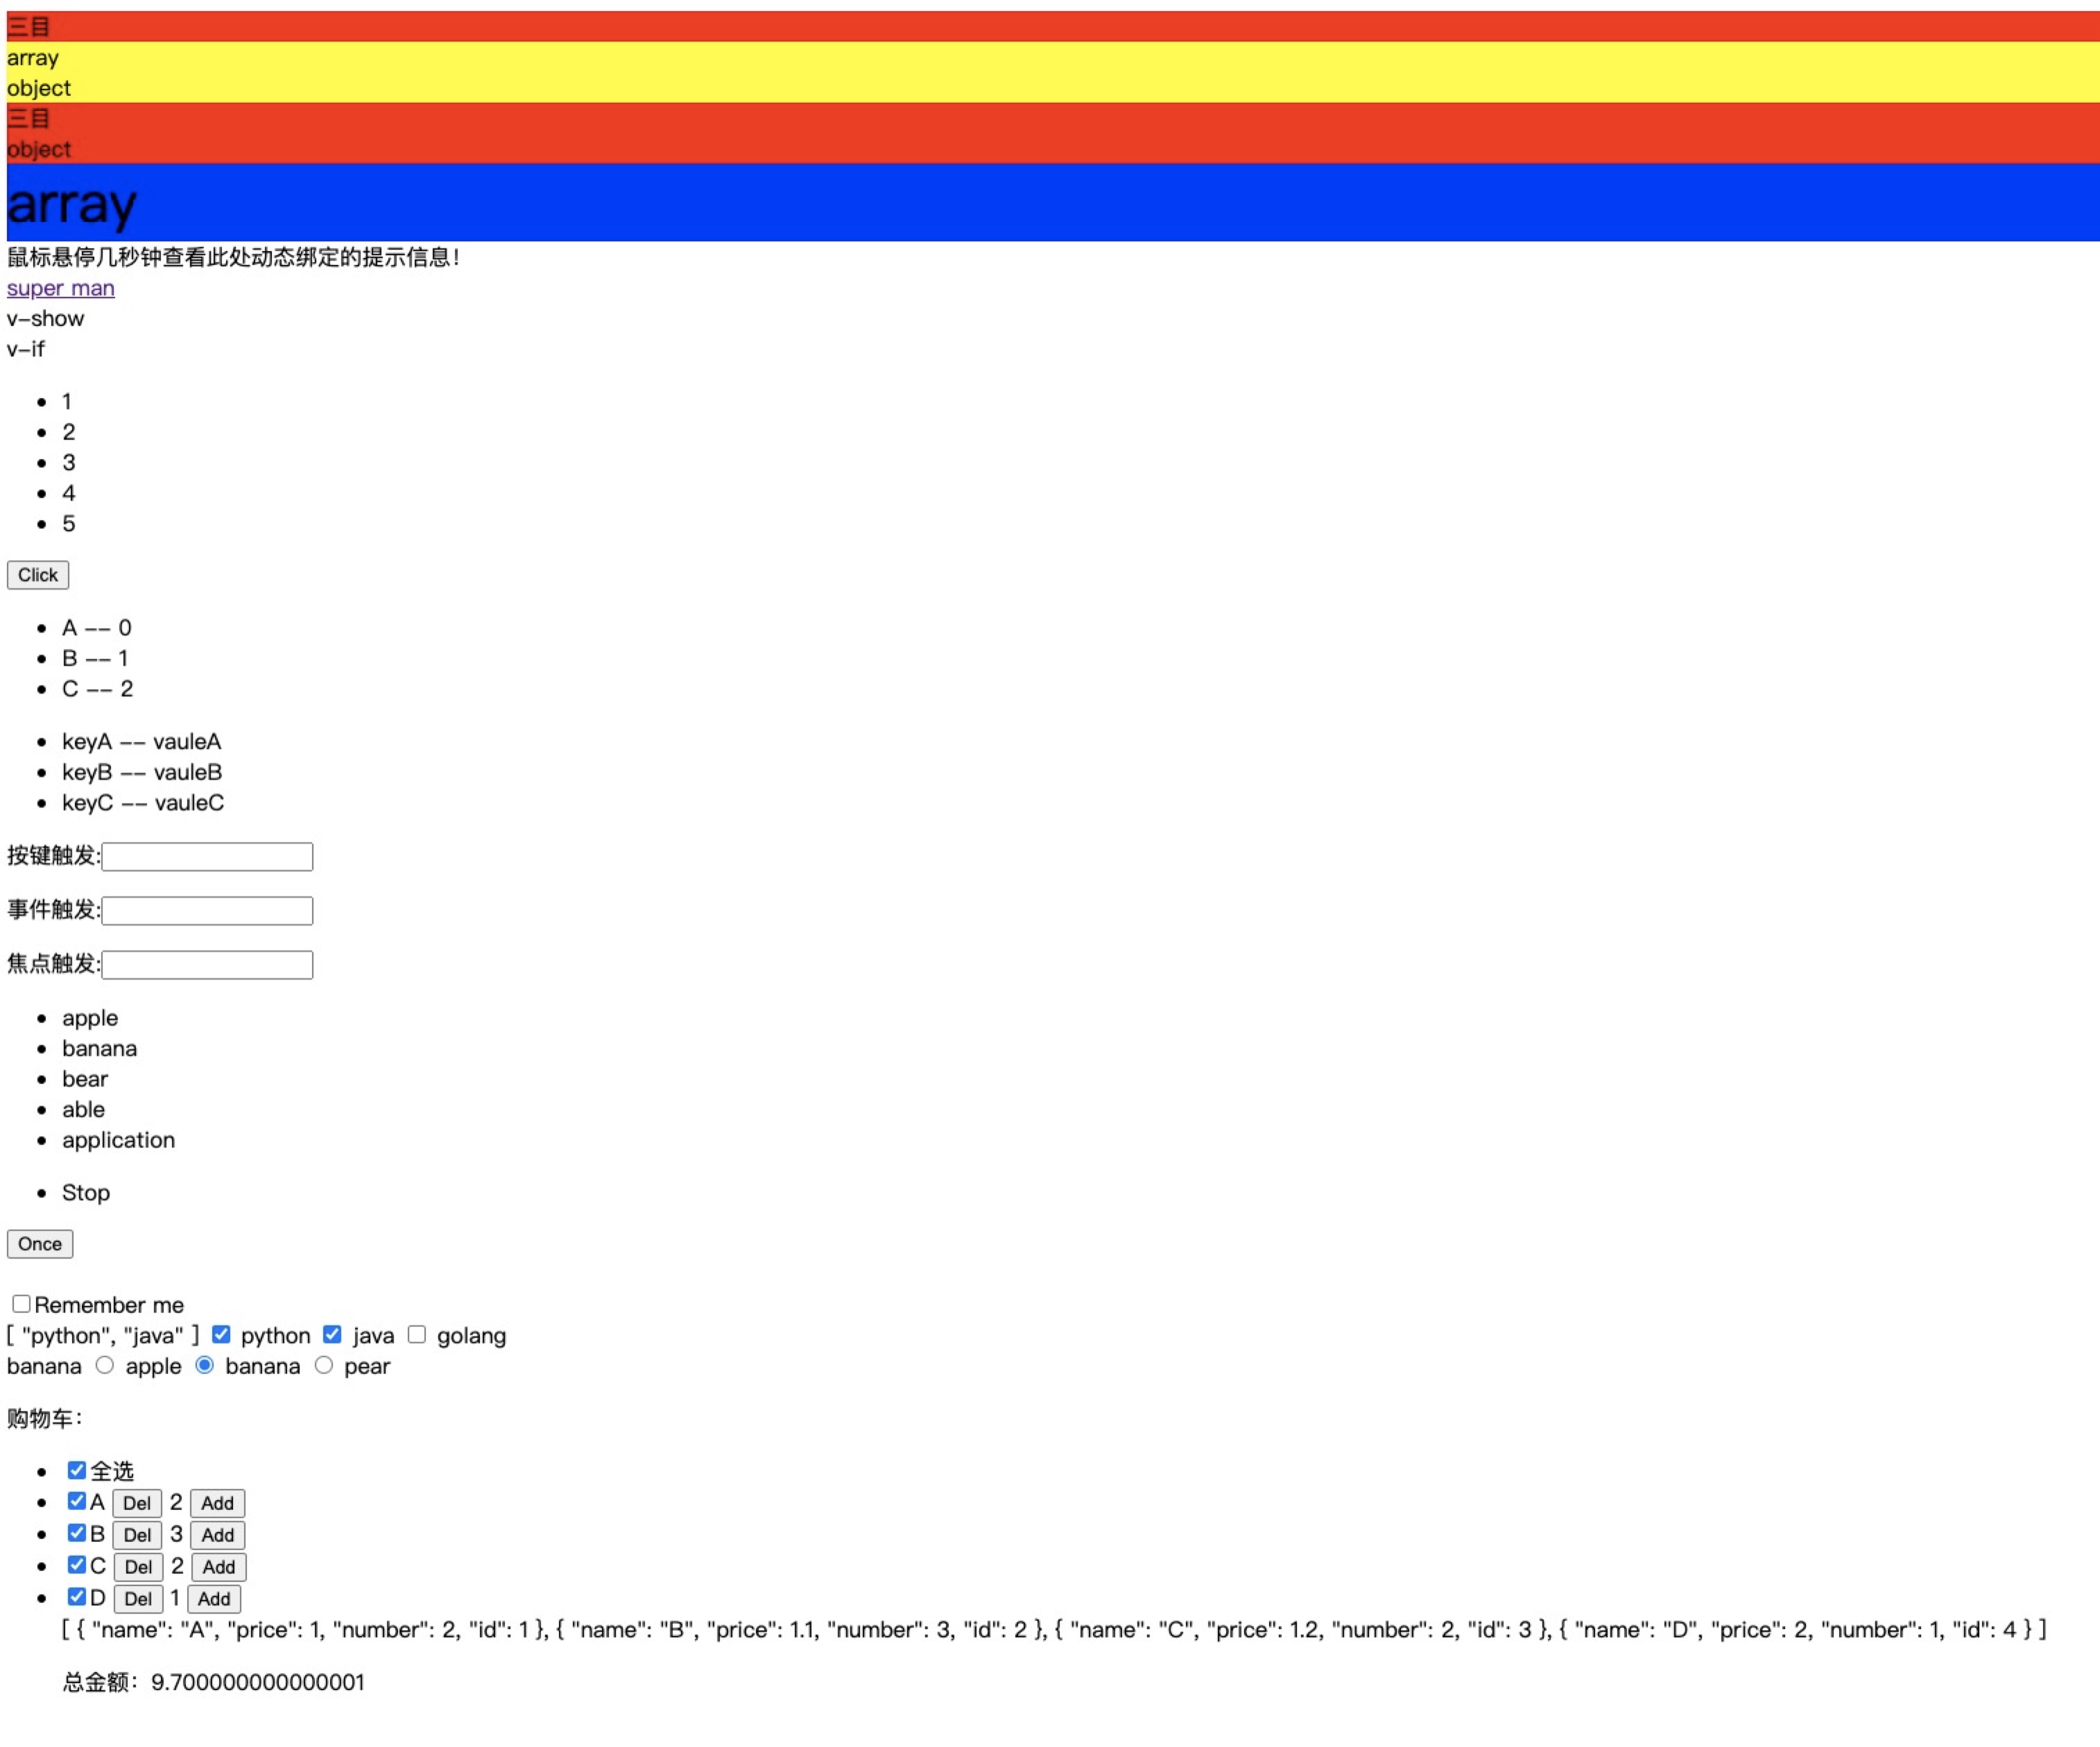 三目
array
object
三目
object
array
鼠标悬停几秒钟查看此处动态绑定的提示信息！
super man
v-show
v-if
1
2
3
4
5
Click
A -- 0
B -- 1
C -- 2
keyA -- vauleA
keyB -- vauleB
keyC -- vauleC
按键触发:
事件触发:
焦点触发:
apple
banana
bear
able
application
Stop
Once
Remember me
[ "python", "java" ] python java golang
banana apple banana pear
购物车：
全选
A Del 2 Add
B Del 3 Add
C Del 2 Add
D Del 1 Add
[ { "name": "A", "price": 1, "number": 2, "id": 1 }, { "name": "B", "price": 1.1, "number": 3, "id": 2 }, { "name": "C", "price": 1.2, "number": 2, "id": 3 }, { "name": "D", "price": 2, "number": 1, "id": 4 } ]
总金额：9.700000000000001